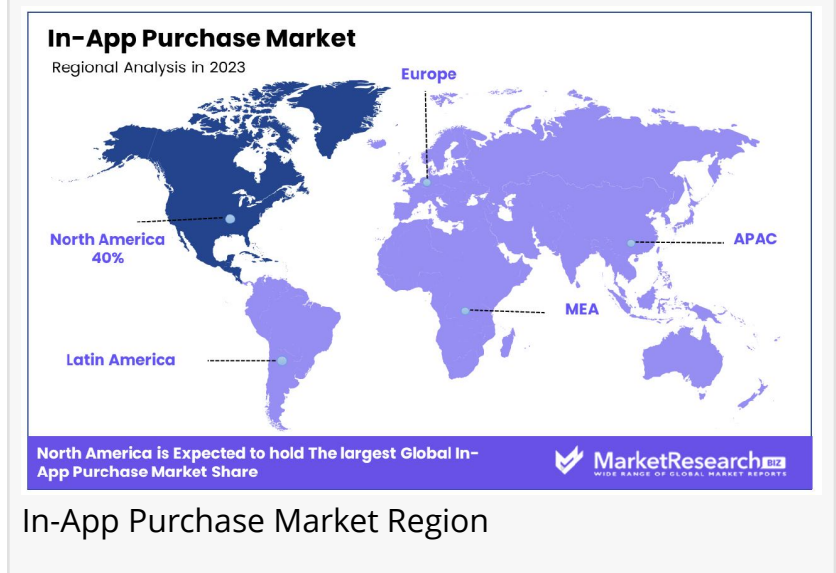 In-App Purchase Market
Regional Analysis in 2023
Europe
North America
40%
APAC
MEA
Latin America
North America is Expected to hold The largest Global In-
App Purchase Market Share
MarketResearch BIZ
WIDE RANGE OF GLOBAL MARKET REPORTS
In-App Purchase Market Region